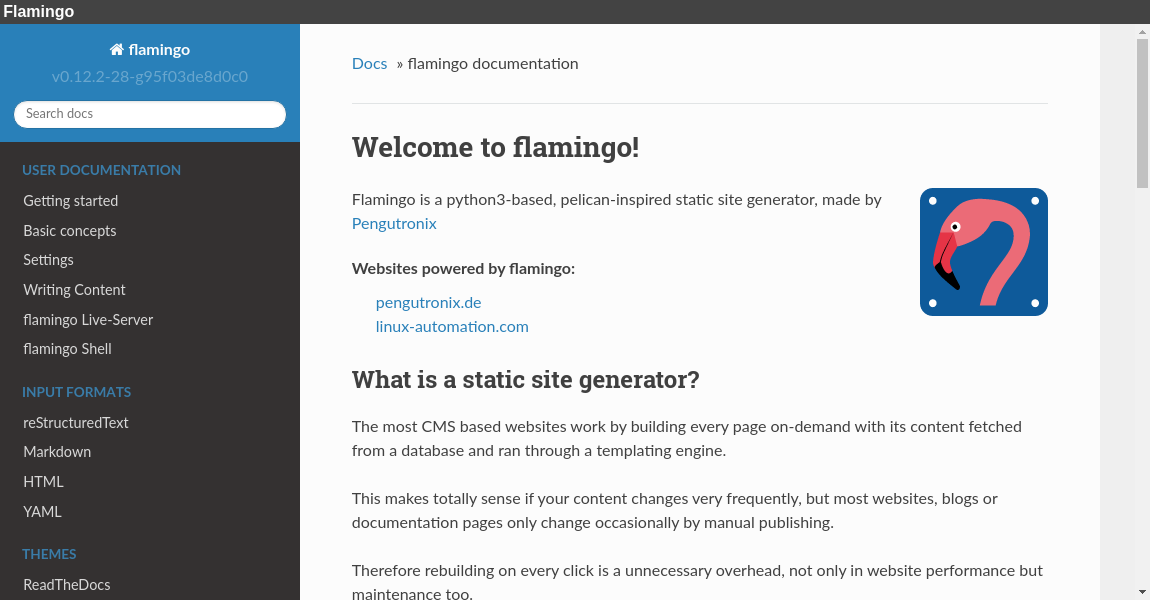 Flamingo
flamingo
v0.12.2-28-g95f03de8d0c0
Search docs
USER DOCUMENTATION
Getting started
Basic concepts
Settings
Writing Content
flamingo Live-Server
flamingo Shell
INPUT FORMATS
reStructuredText
Markdown
HTML
YAML
THEMES
ReadTheDocs
Docs » flamingo documentation
Welcome to flamingo!
Flamingo is a python3-based, pelican-inspired static site generator, made by
Pengutronix
Websites powered by flamingo:
pengutronix.de
linux-automation.com
What is a static site generator?
The most CMS based websites work by building every page on-demand with its content fetched
from a database and ran through a templating engine.
This makes totally sense if your content changes very frequently, but most websites, blogs or
documentation pages only change occasionally by manual publishing.
Therefore rebuilding on every click is a unnecessary overhead, not only in website performance but
maintenance too.